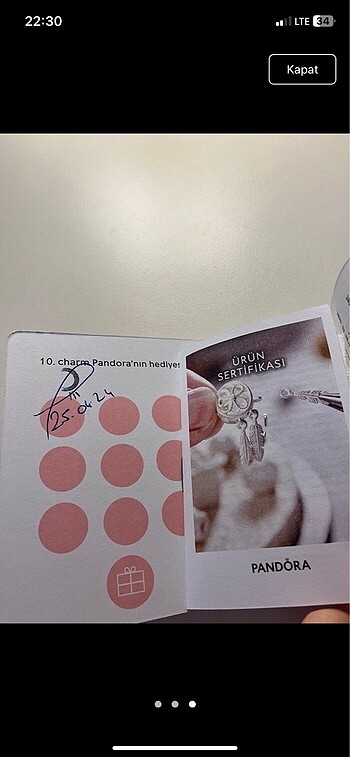 22:30
LTE 34
Kapat
10. charm Pandora'nın hediyes
25.04.24
ÜRÜN
SERTİFİKASI
PANDORA